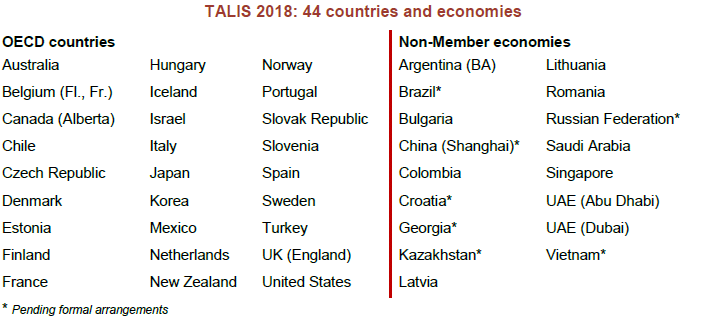 TALIS 2018: 44 countries and economies
OECD countries
Australia Hungary Norway
Belgium (Fl., Fr.) Iceland Portugal
Canada (Alberta) Israel Slovak Republic
Chile Italy Slovenia
Czech Republic Japan Spain
Denmark Korea Sweden
Estonia Mexico Turkey
Finland Netherlands UK (England)
France New Zealand United States
Non-Member economies
Argentina (BA) Lithuania
Brazil* Romania
Bulgaria Russian Federation*
China (Shanghai)* Saudi Arabia
Colombia Singapore
Croatia* UAE (Abu Dhabi)
Georgia* UAE (Dubai)
Kazakhstan* Vietnam*
Latvia
* Pending formal arrangements